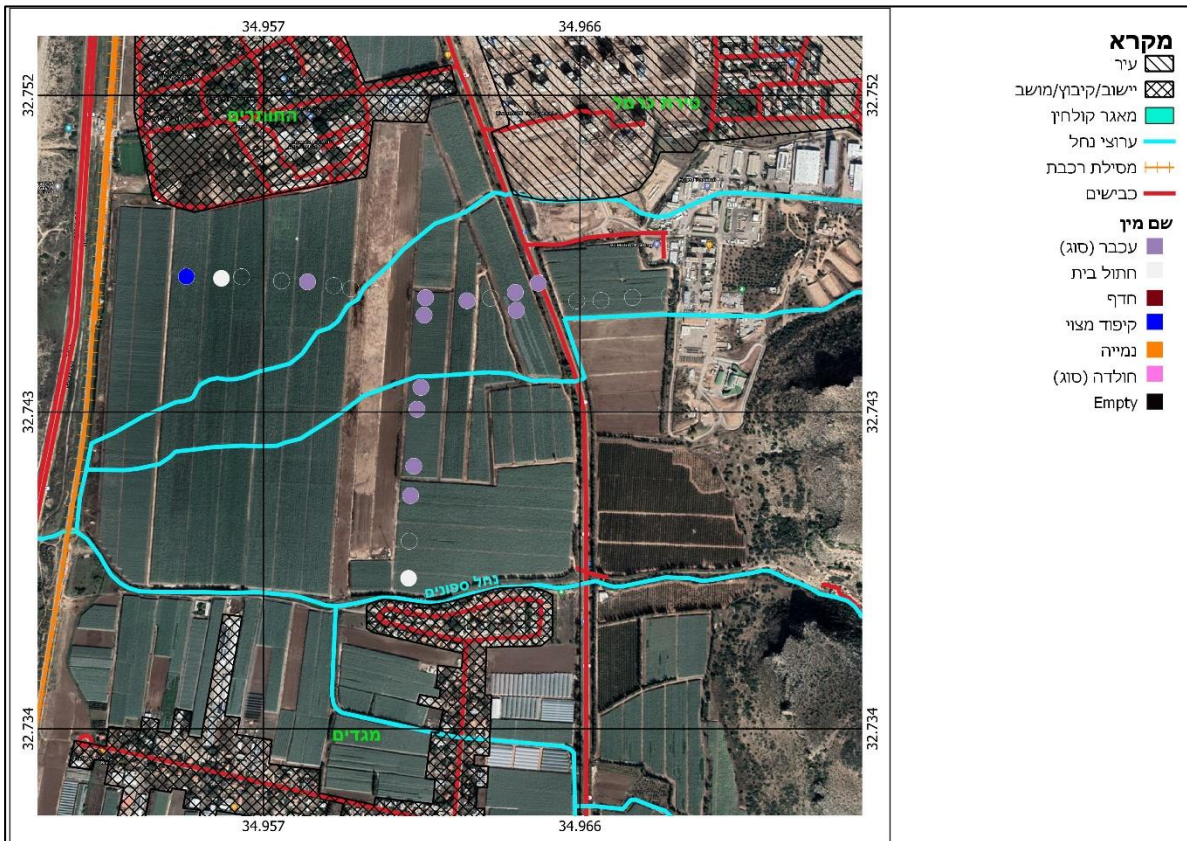 34.957
34.966
32.752
32.752
החותרים
טירת כרמל
32.743
32.743
נחל ספונים
32.734
32.734
מגדים
34.957
34.966
מקרא
עיר
יישוב/קיבוץ/מושב
מאגר קולחין
ערוצי נחל
מסילת רכבת
כבישים
שם מין
עכבר (סוג)
חתול בית
חדף
קיפוד מצוי
נמייה
חולדה (סוג)
Empty